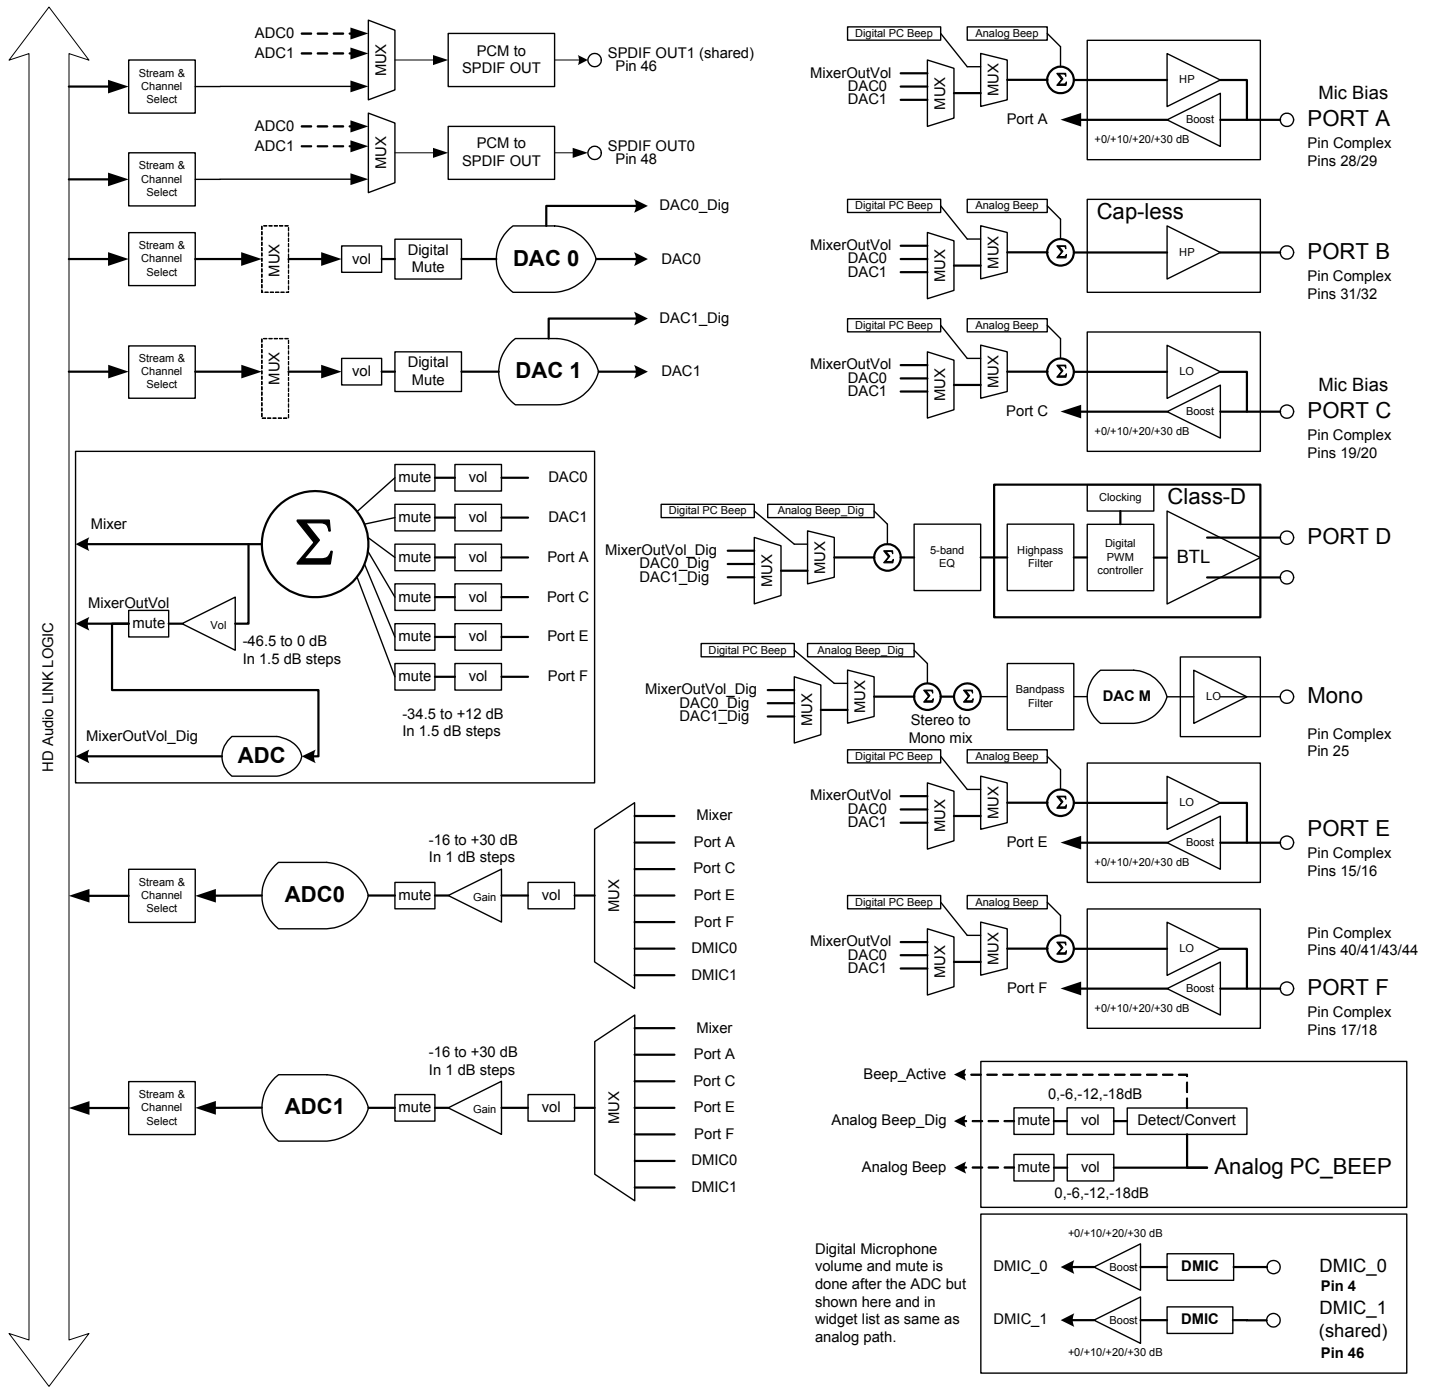 HD Audio LINK LOGIC
ADC0
ADC1
Stream &
Channel
Select
MUX
PCM to
SPDIF OUT
SPDIF OUT1 (shared)
Pin 46
ADC0
ADC1
Stream &
Channel
Select
MUX
PCM to
SPDIF OUT
SPDIF OUT0
Pin 48
Stream &
Channel
Select
MUX
vol
Digital
Mute
DAC 0
DAC0_Dig
DAC0
Stream &
Channel
Select
MUX
vol
Digital
Mute
DAC 1
DAC1_Dig
DAC1
Mixer
MixerOutVol
mute
Vol
-46.5 to 0 dB
In 1.5 dB steps
MixerOutVol_Dig
ADC
Σ
mute
vol
DAC0
mute
vol
DAC1
mute
vol
Port A
mute
vol
Port C
mute
vol
Port E
mute
vol
Port F
-34.5 to +12 dB
In 1.5 dB steps
Stream &
Channel
Select
ADC0
mute
-16 to +30 dB
In 1 dB steps
Gain
vol
MUX
Mixer
Port A
Port C
Port E
Port F
DMIC0
DMIC1
Stream &
Channel
Select
ADC1
mute
-16 to +30 dB
In 1 dB steps
Gain
vol
MUX
Mixer
Port A
Port C
Port E
Port F
DMIC0
DMIC1
Digital PC Beep
Analog Beep
MixerOutVol
DAC0
DAC1
MUX
MUX
Σ
HP
Port A
Boost
+0/+10/+20/+30 dB
Mic Bias
PORT A
Pin Complex
Pins 28/29
Digital PC Beep
Analog Beep
MixerOutVol
DAC0
DAC1
MUX
MUX
Σ
Cap-less
HP
PORT B
Pin Complex
Pins 31/32
Digital PC Beep
Analog Beep
MixerOutVol
DAC0
DAC1
MUX
MUX
Σ
LO
Port C
Boost
+0/+10/+20/+30 dB
Mic Bias
PORT C
Pin Complex
Pins 19/20
Digital PC Beep
Analog Beep_Dig
MixerOutVol_Dig
DAC0_Dig
DAC1_Dig
MUX
MUX
Σ
5-band
EQ
Highpass
Filter
Clocking
Digital
PWM
controller
Class-D
BTL
PORT D
Digital PC Beep
Analog Beep_Dig
MixerOutVol_Dig
DAC0_Dig
DAC1_Dig
MUX
MUX
Σ
Σ
Stereo to
Mono mix
Bandpass
Filter
DAC M
LO
Mono
Pin Complex
Pin 25
Digital PC Beep
Analog Beep
MixerOutVol
DAC0
DAC1
MUX
MUX
Σ
LO
Port E
Boost
+0/+10/+20/+30 dB
PORT E
Pin Complex
Pins 15/16
Digital PC Beep
Analog Beep
MixerOutVol
DAC0
DAC1
MUX
MUX
Σ
LO
Port F
Boost
+0/+10/+20/+30 dB
Pin Complex
Pins 40/41/43/44
PORT F
Pin Complex
Pins 17/18
Beep_Active
0,-6,-12,-18dB
Analog Beep_Dig
mute
vol
Detect/Convert
Analog Beep
mute
vol
Analog PC_BEEP
0,-6,-12,-18dB
Digital Microphone
volume and mute is
done after the ADC but
shown here and in
widget list as same as
analog path.
+0/+10/+20/+30 dB
DMIC_0
Boost
DMIC
DMIC_0
Pin 4
DMIC_1
Boost
DMIC
DMIC_1
(shared)
Pin 46
+0/+10/+20/+30 dB